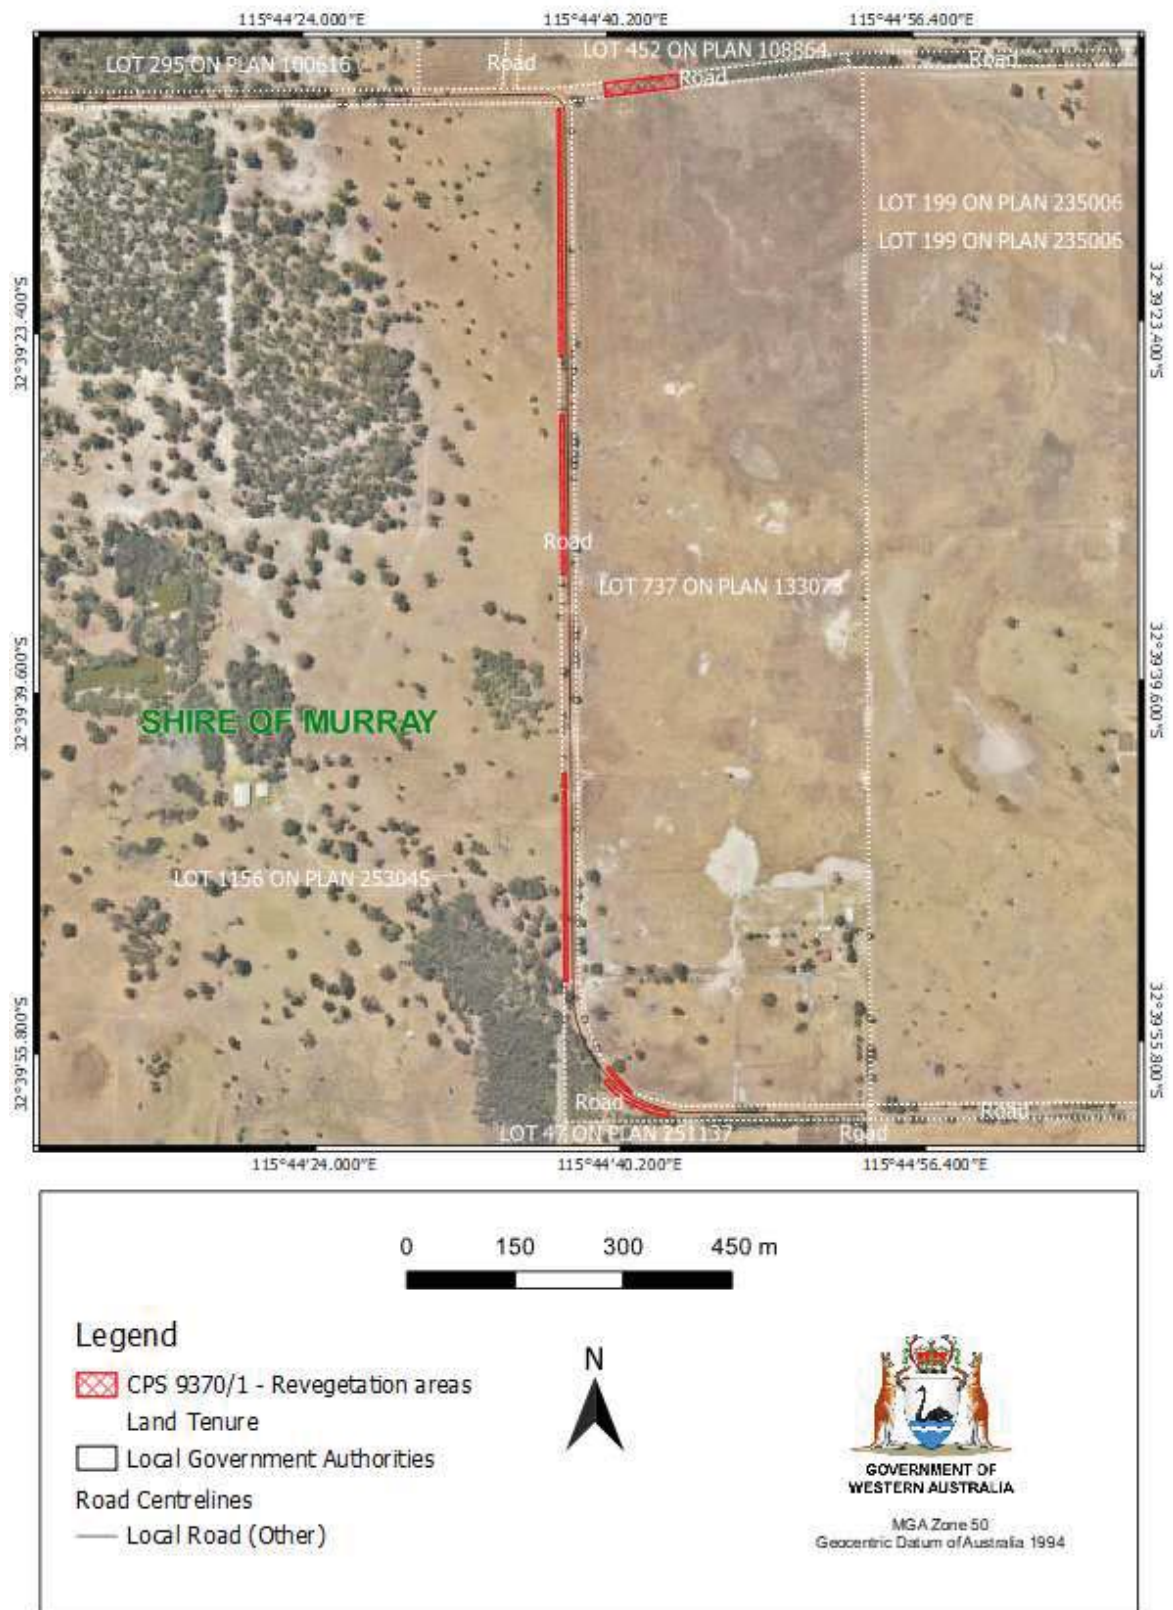 115°44'24.000"E
115°44'40.200"E
115°44'56.400"E
LOT 452 ON PLAN 108864
LOT 295 ON PLAN 100616
Road
Road
Road
LOT 199 ON PLAN 235006
LOT 199 ON PLAN 235006
32°39'23.400"S
32°39'23.400"S
Road
LOT 737 ON PLAN 133073
32°39'39.600"S
32°39'39.600"S
SHIRE OF MURRAY
LOT 1156 ON PLAN 253045
32°39'55.800"S
32°39'55.800"S
Road
Road
LOT 47 ON PLAN 251137
Road
115°44'24.000"E
115°44'40.200"E
115°44'56.400"E
0 150 300 450 m
Legend
CPS 9370/1 - Revegetation areas
Land Tenure
Local Government Authorities
Road Centrelines
Local Road (Other)
N
GOVERNMENT OF
WESTERN AUSTRALIA
MGA Zone 50
Geocentric Datum of Australia 1994